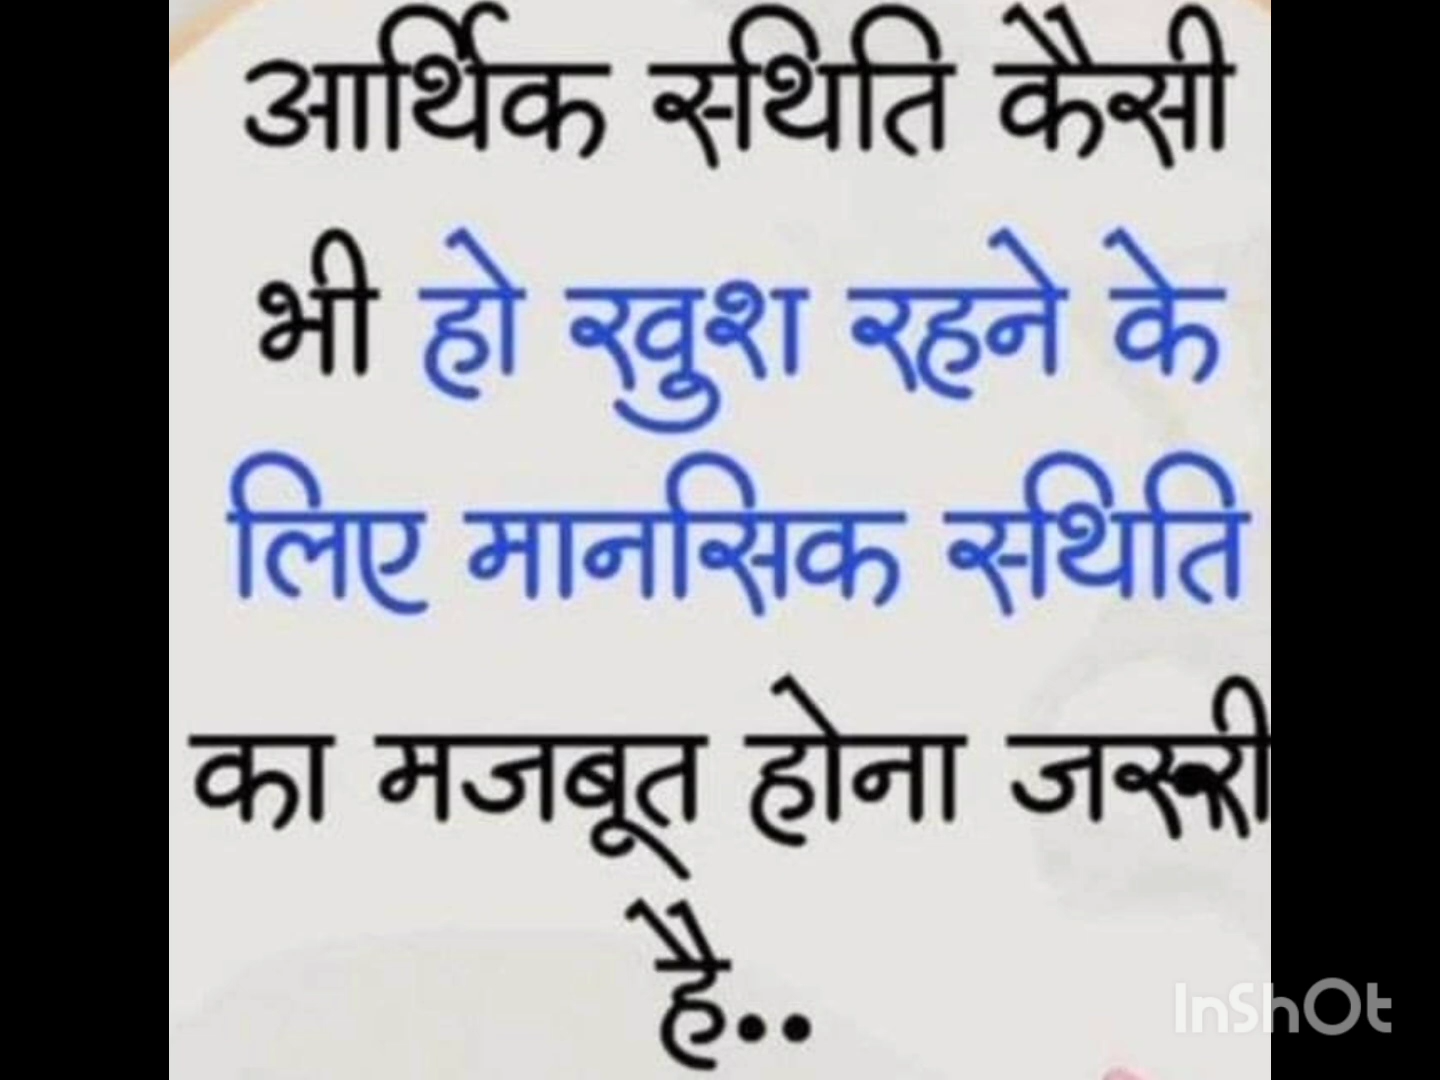 आर्थिक स्थिति कैसी
भी हो खुश रहने के
लिए मानसिक स्थिति
का मजबूत होना जरूरी
है..
InShOt